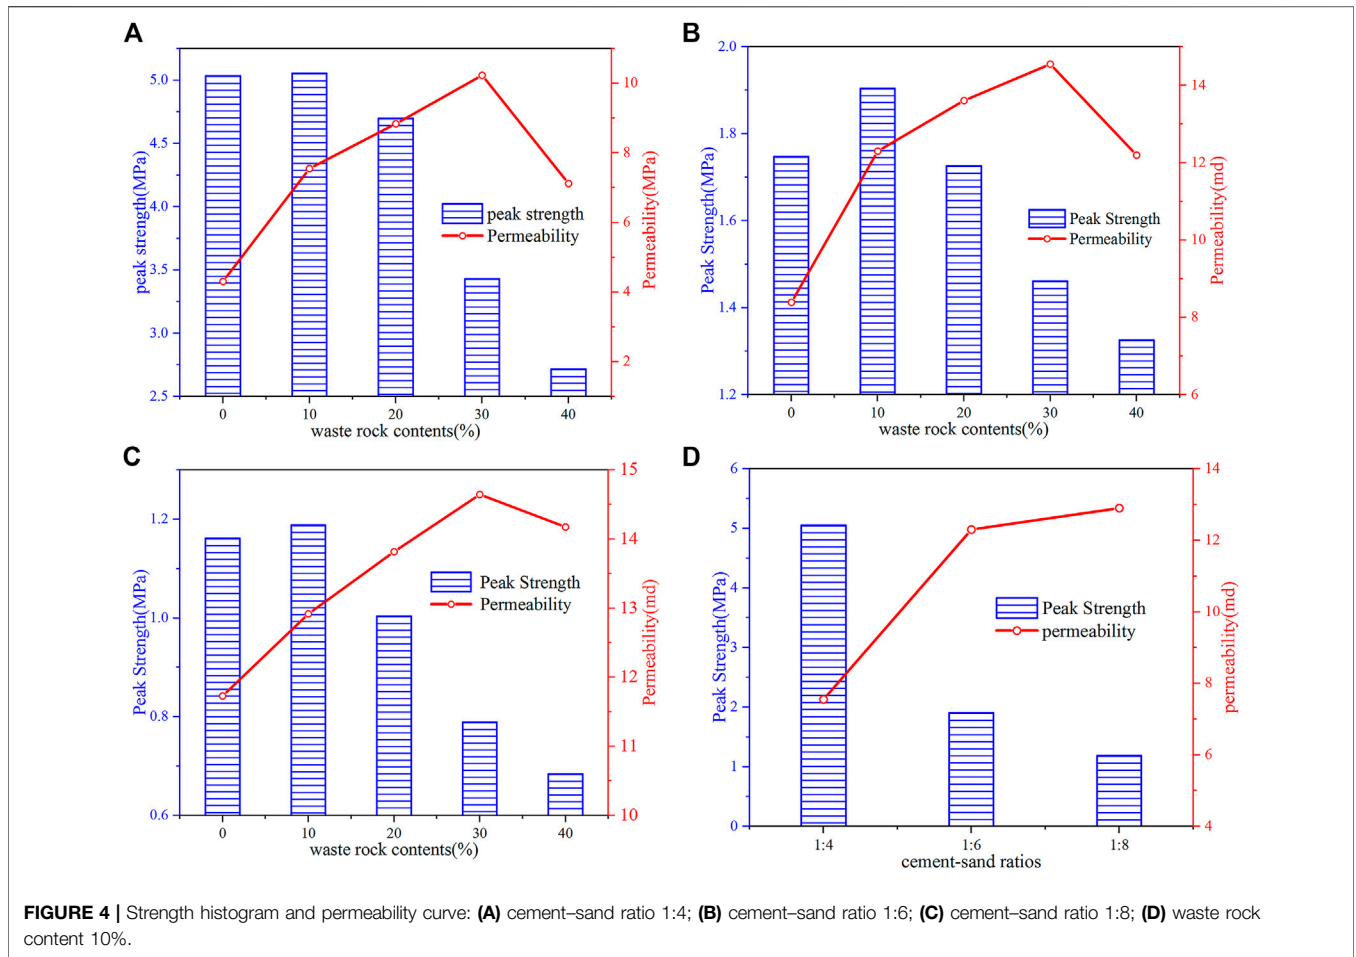 A
5.0
4.5
4.0
3.5
3.0
2.5
peak strength(MPa)
10
8
6
4
2
Permeability(MPa)
peak strength
Permeability
0 10 20 30 40
waste rock contents(%)
B
2.0
1.8
1.6
1.4
1.2
Peak Strength(MPa)
14
12
10
8
6
Permeability(md)
Peak Strength
Permeability
0 10 20 30 40
waste rock contents(%)
C
1.2
1.0
0.8
0.6
Peak Strength(MPa)
15
14
13
12
11
10
Permeability(md)
Peak Strength
Permeability
0 10 20 30 40
waste rock contents(%)
D
6
5
4
3
2
1
0
Peak Strength(MPa)
14
12
10
8
6
4
permeability(md)
Peak Strength
permeability
1:4 1:6 1:8
cement-sand ratios
FIGURE 4 | Strength histogram and permeability curve: (A) cement–sand ratio 1:4; (B) cement–sand ratio 1:6; (C) cement–sand ratio 1:8; (D) waste rock
content 10%.